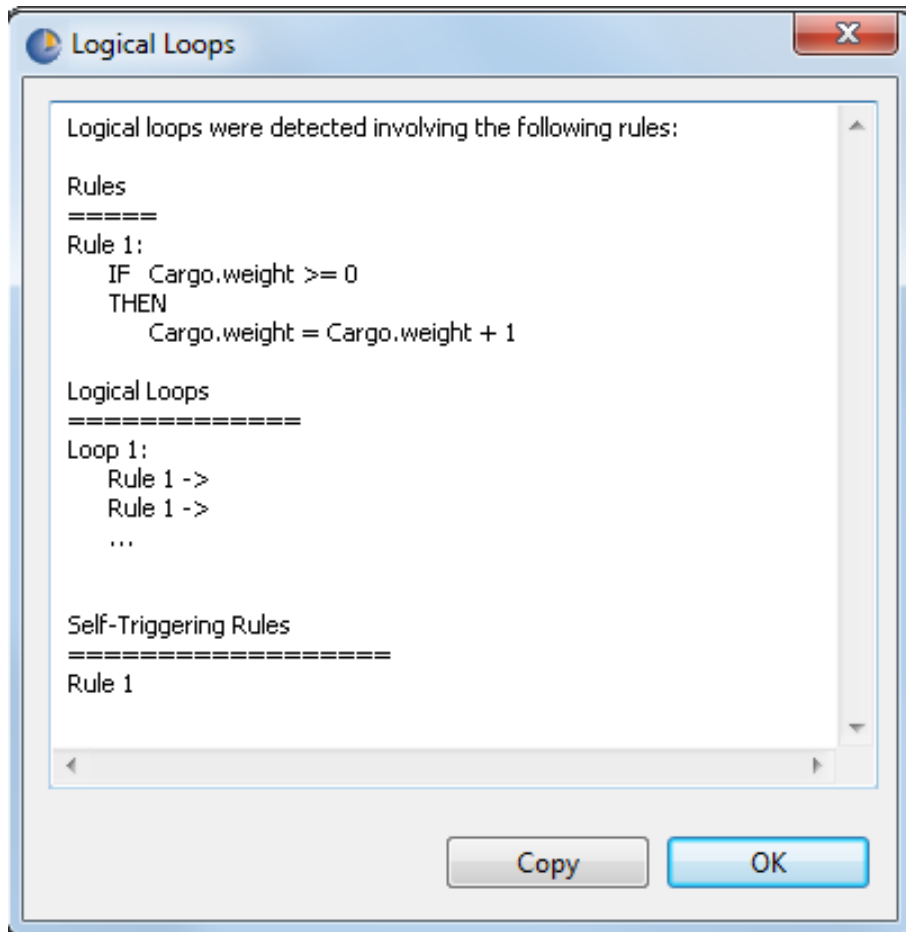 Logical Loops
Logical loops were detected involving the following rules:
Rules
=====
Rule 1:
IF Cargo.weight >= 0
THEN
Cargo.weight = Cargo.weight + 1
Logical Loops
=============
Loop 1:
Rule 1 ->
Rule 1 ->
...
Self-Triggering Rules
==================
Rule 1
Copy
OK